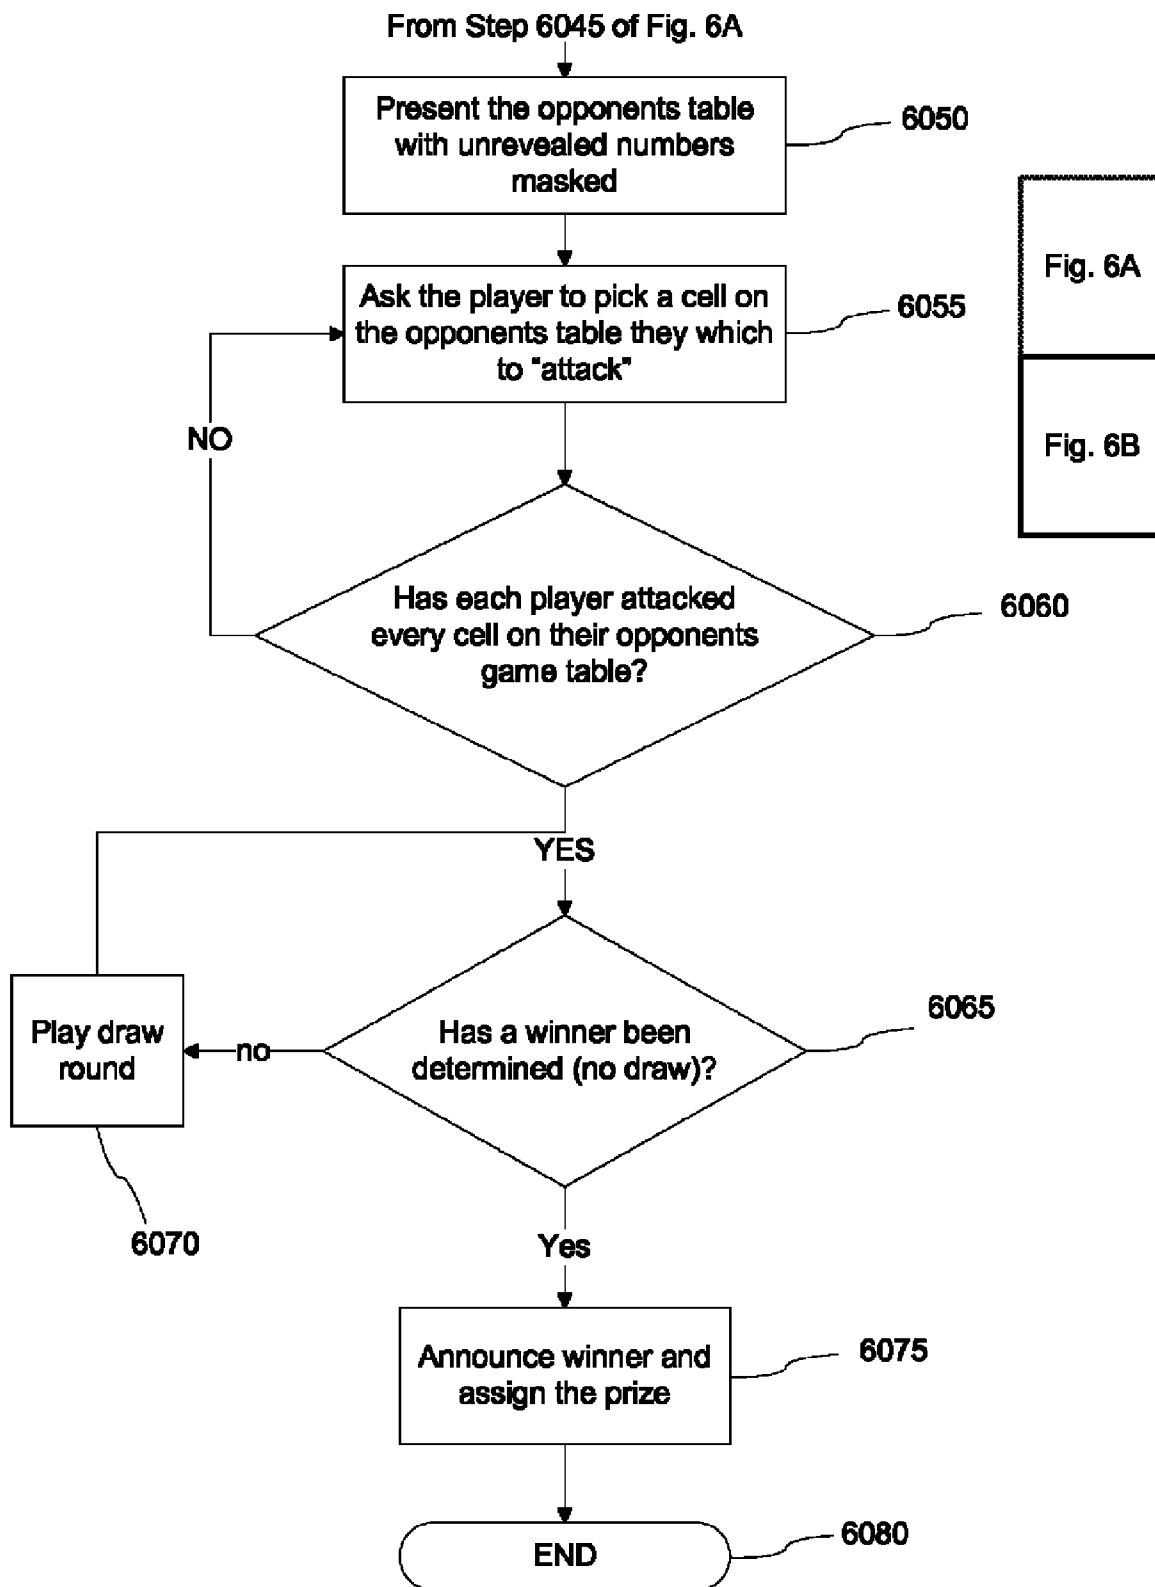 From Step 6045 of Fig. 6A
Present the opponents table
with unrevealed numbers
masked
6050
Fig. 6A
Ask the player to pick a cell on
the opponents table they which
to "attack"
6055
NO
Fig. 6B
Has each player attacked
every cell on their opponents
game table?
6060
YES
Has a winner been
determined (no draw)?
6065
no
Play draw
round
6070
Yes
Announce winner and
assign the prize
6075
END
6080